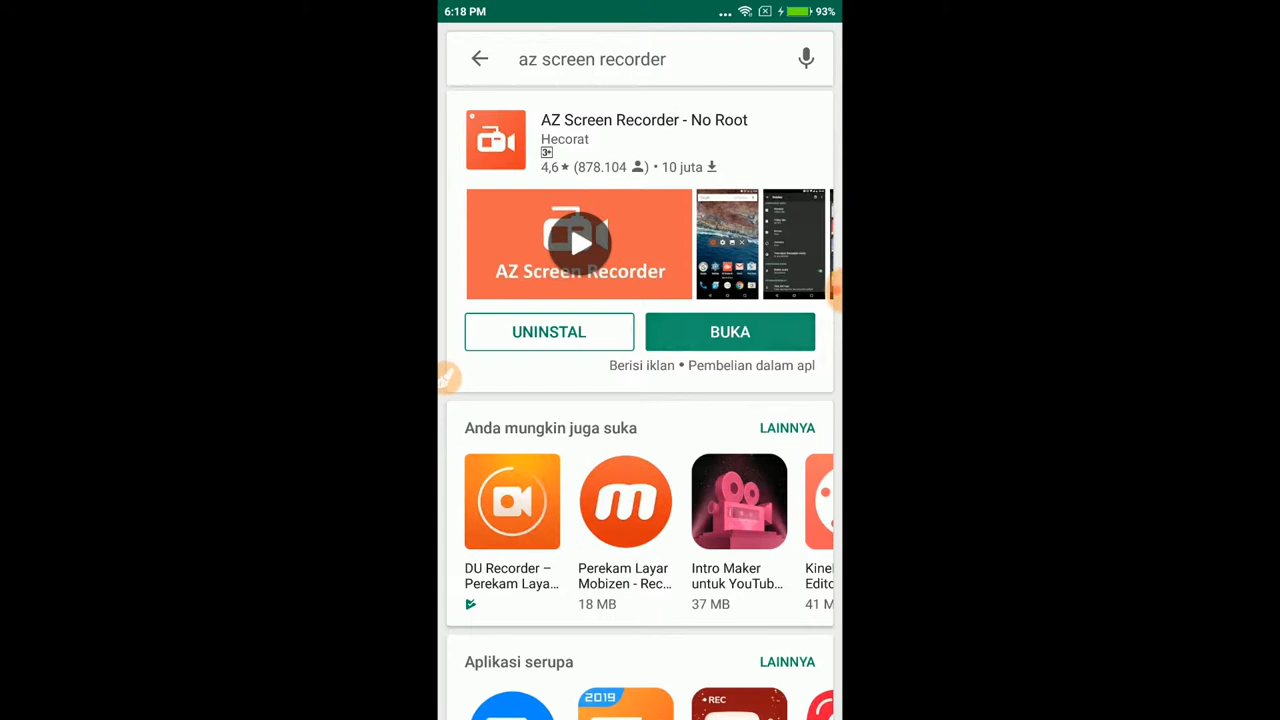 6:18 PM
93%
az screen recorder
AZ Screen Recorder - No Root
Hecorat
3+
4,6★ (878.104 ) • 10 juta
AZ Screen Recorder
UNINSTAL
BUKA
Berisi iklan • Pembelian dalam apl
Anda mungkin juga suka
LAINNYA
DU Recorder –
Perekam Laya...
Perekam Layar
Mobizen - Rec...
18 MB
Intro Maker
untuk YouTub...
37 MB
Kine
Edito
41 M
Aplikasi serupa
LAINNYA
2019
REC